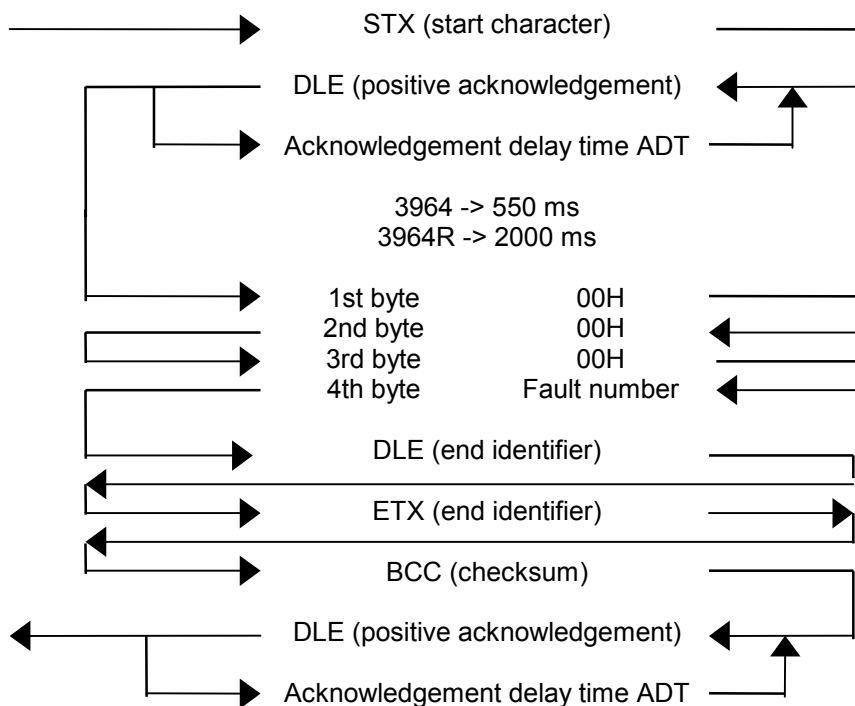 STX (start character)
DLE (positive acknowledgement)
Acknowledgement delay time ADT
3964 -> 550 ms
3964R -> 2000 ms
1st byte 00H
2nd byte 00H
3rd byte 00H
4th byte Fault number
DLE (end identifier)
ETX (end identifier)
BCC (checksum)
DLE (positive acknowledgement)
Acknowledgement delay time ADT